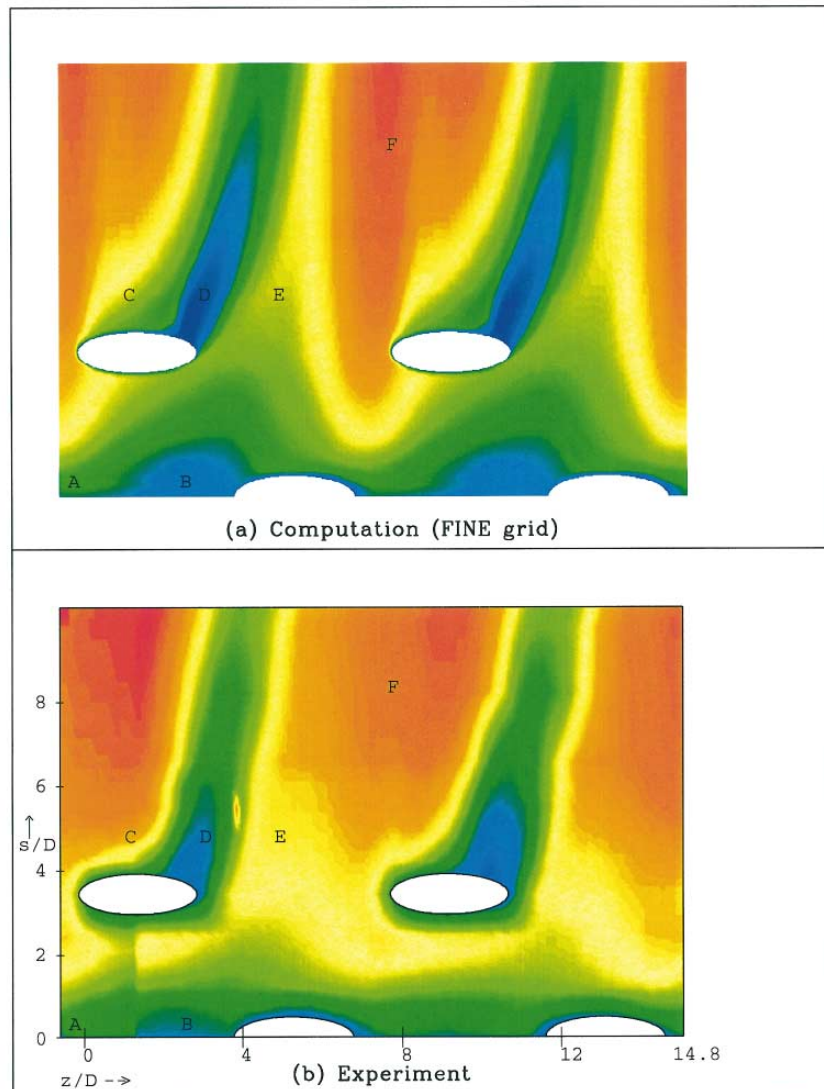 F
C D E
A B
(a) Computation (FINE grid)
F
8
6
C D E
↑
s/D
4
2
A B
0
0 4 8 12 14.8
z/D -->
(b) Experiment